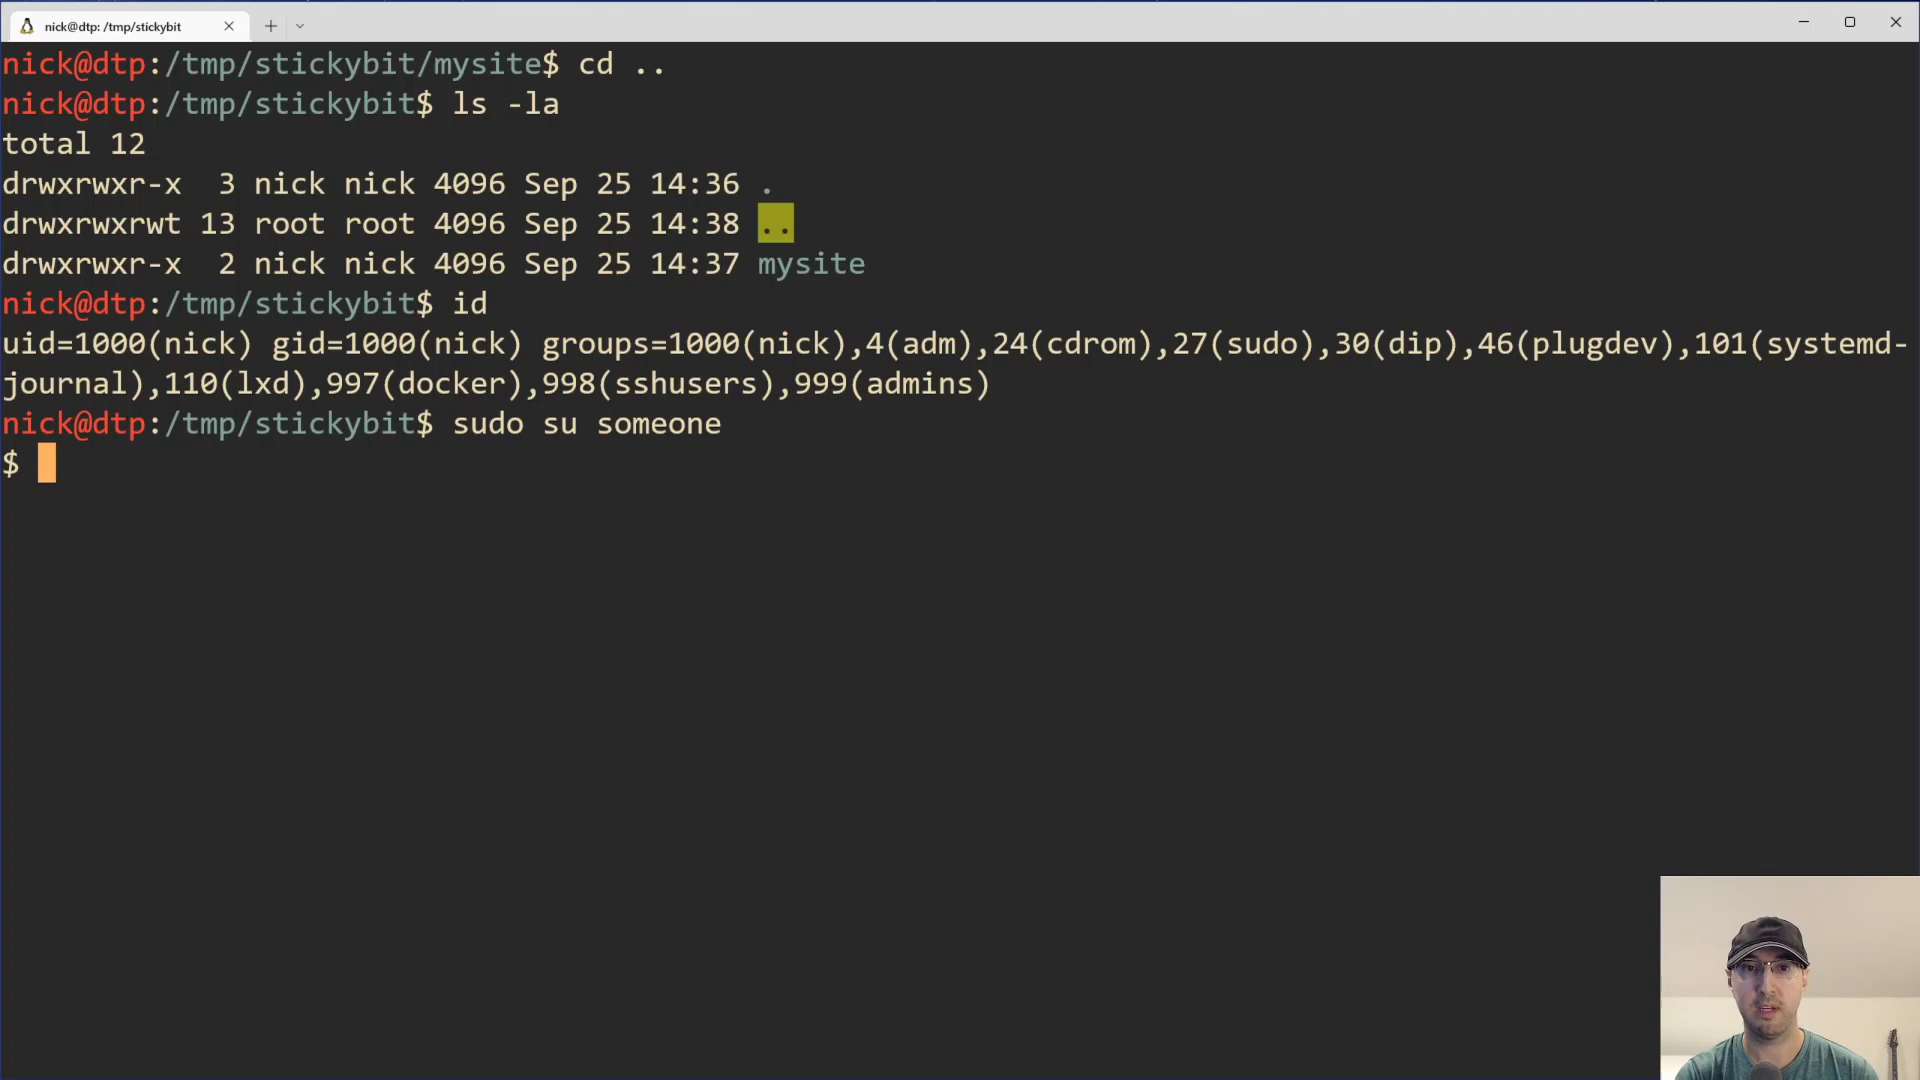 nick@dtp: /tmp/stickybit
nick@dtp:/tmp/stickybit/mysite$ cd ..
nick@dtp:/tmp/stickybit$ ls -la
total 12
drwxrwxr-x  3 nick nick 4096 Sep 25 14:36 .
drwxrwxrwt 13 root root 4096 Sep 25 14:38 ..
drwxrwxr-x  2 nick nick 4096 Sep 25 14:37 mysite
nick@dtp:/tmp/stickybit$ id
uid=1000(nick) gid=1000(nick) groups=1000(nick),4(adm),24(cdrom),27(sudo),30(dip),46(plugdev),101(systemd-
journal),110(lxd),997(docker),998(sshusers),999(admins)
nick@dtp:/tmp/stickybit$ sudo su someone
$